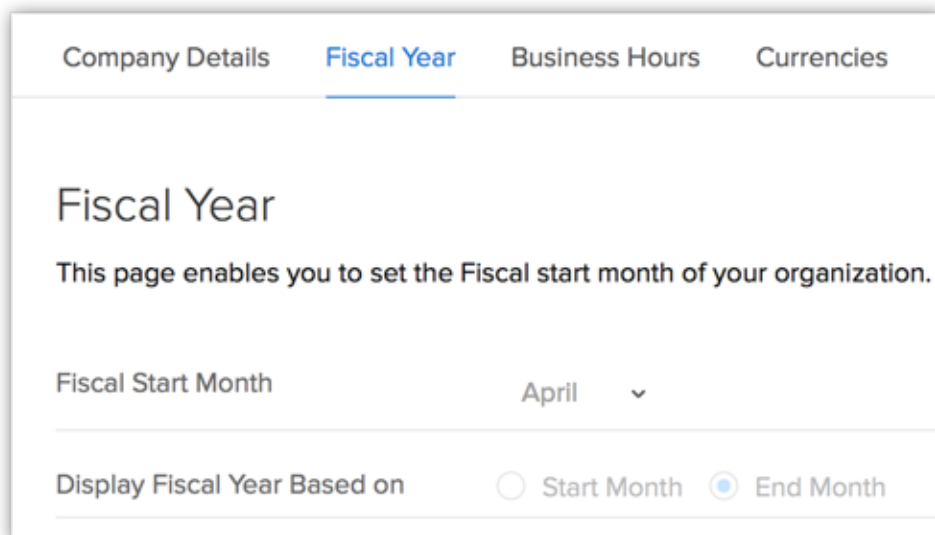 Company Details Fiscal Year Business Hours Currencies
Fiscal Year
This page enables you to set the Fiscal start month of your organization.
Fiscal Start Month April
Display Fiscal Year Based on Start Month End Month